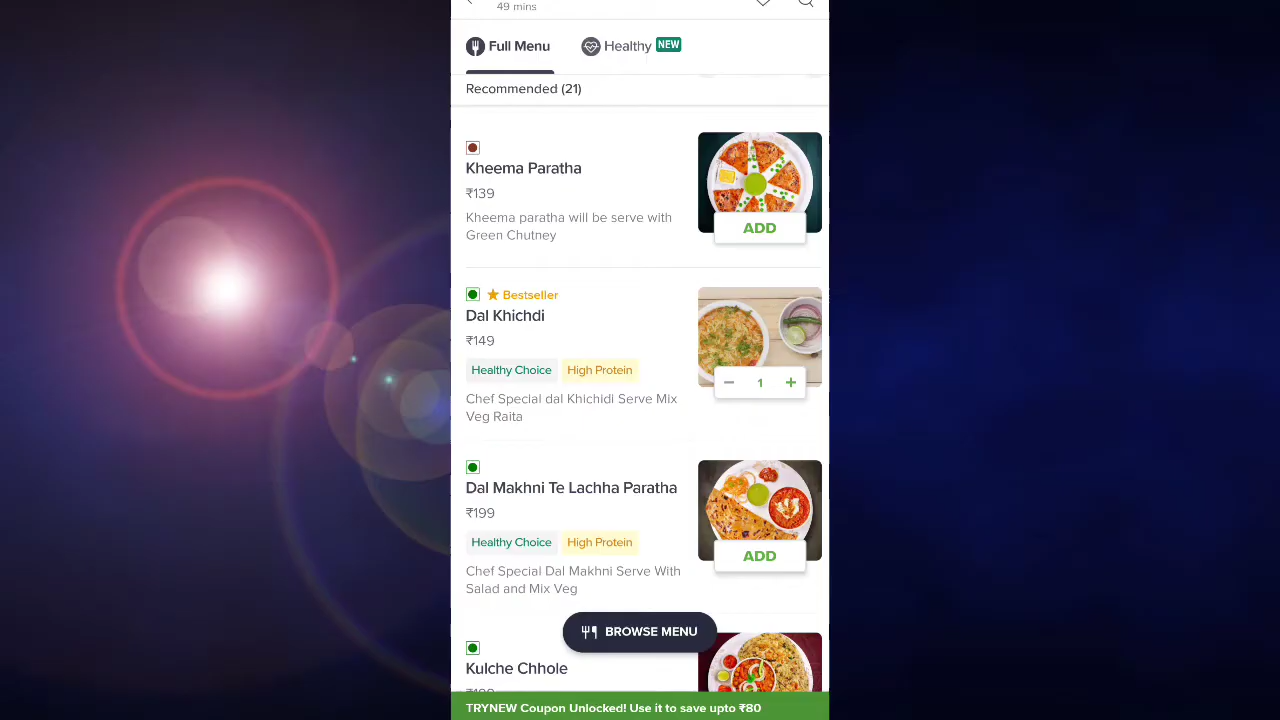 49 mins
Full Menu
Healthy NEW
Recommended (21)
Kheema Paratha
₹139
Kheema paratha will be serve with
Green Chutney
ADD
Bestseller
Dal Khichdi
₹149
Healthy Choice High Protein
1
Chef Special dal Khichidi Serve Mix
Veg Raita
Dal Makhni Te Lachha Paratha
₹199
Healthy Choice High Protein
ADD
Chef Special Dal Makhni Serve With
Salad and Mix Veg
BROWSE MENU
Kulche Chhole
TRYNEW Coupon Unlocked! Use it to save upto ₹80